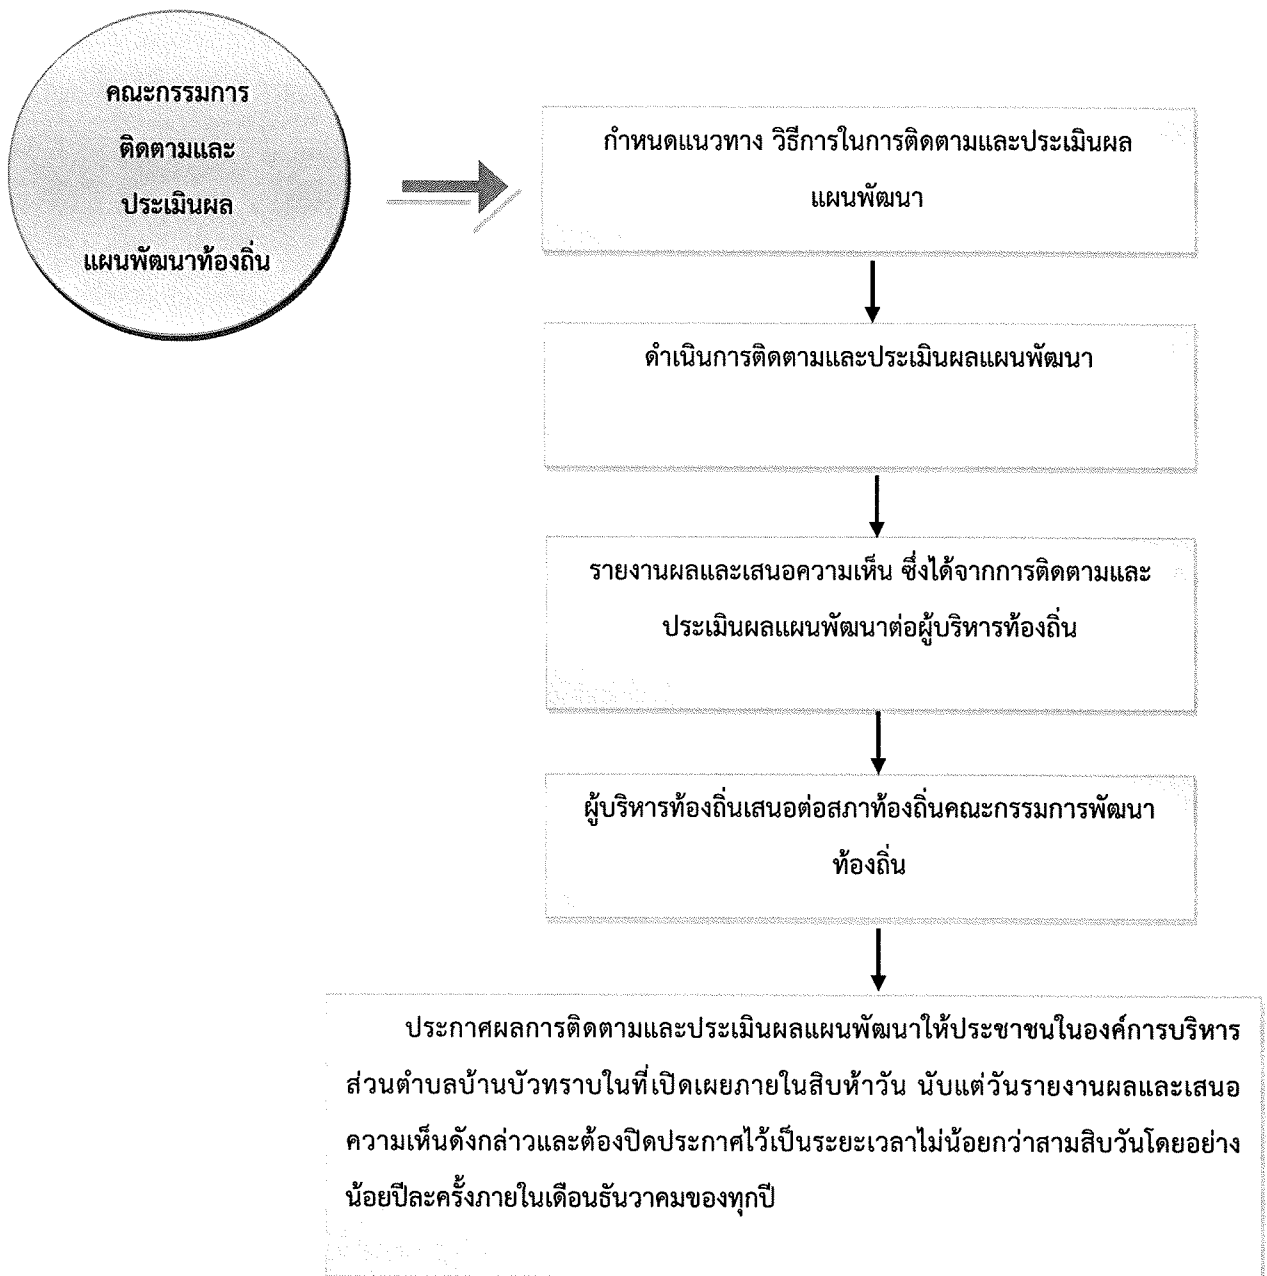 คณะกรรมการ
ติดตามและ
ประเมินผล
แผนพัฒนาท้องถิ่น
กำหนดแนวทาง วิธีการในการติดตามและประเมินผล
แผนพัฒนา
ดำเนินการติดตามและประเมินผลแผนพัฒนา
รายงานผลและเสนอความเห็น ซึ่งได้จากการติดตามและ
ประเมินผลแผนพัฒนาต่อผู้บริหารท้องถิ่น
ผู้บริหารท้องถิ่นเสนอต่อสภาท้องถิ่นคณะกรรมการพัฒนา
ท้องถิ่น
ประกาศผลการติดตามและประเมินผลแผนพัฒนาให้ประชาชนในองค์การบริหาร
ส่วนตำบลบ้านบัวทราบในที่เปิดเผยภายในสิบห้าวัน นับแต่วันรายงานผลและเสนอ
ความเห็นดังกล่าวและต้องปิดประกาศไว้เป็นระยะเวลาไม่น้อยกว่าสามสิบวันโดยอย่าง
น้อยปีละครั้งภายในเดือนธันวาคมของทุกปี